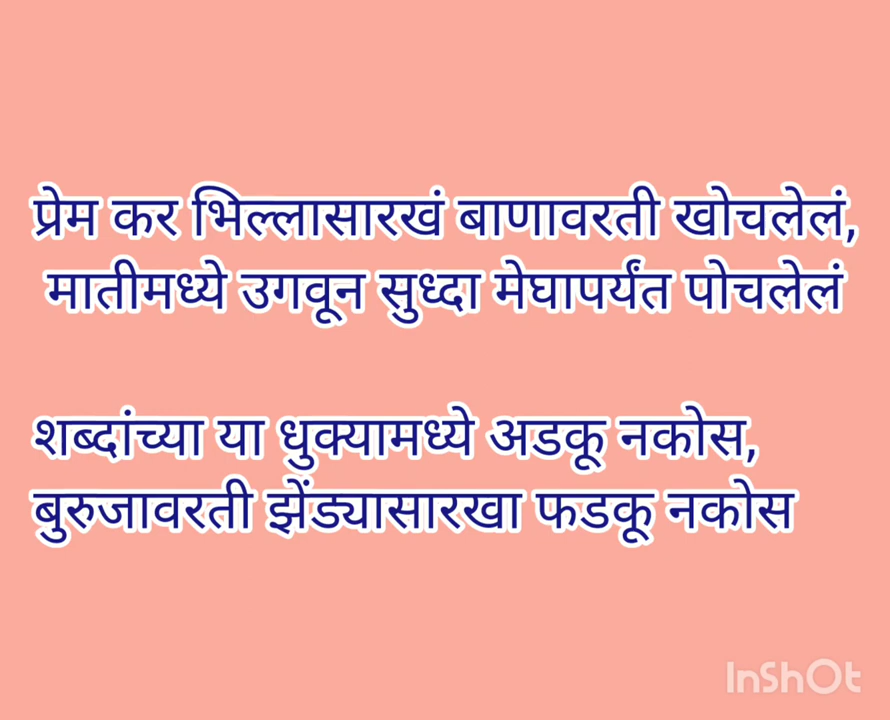 प्रेम कर भिल्लासारखं बाणावरती खोचलेलं,
मातीमध्ये उगवून सुध्दा मेघापर्यंत पोचलेलं
शब्दांच्या या धुक्यामध्ये अडकू नकोस,
बुरुजावरती झेंड्यासारखा फडकू नकोस
InShOt